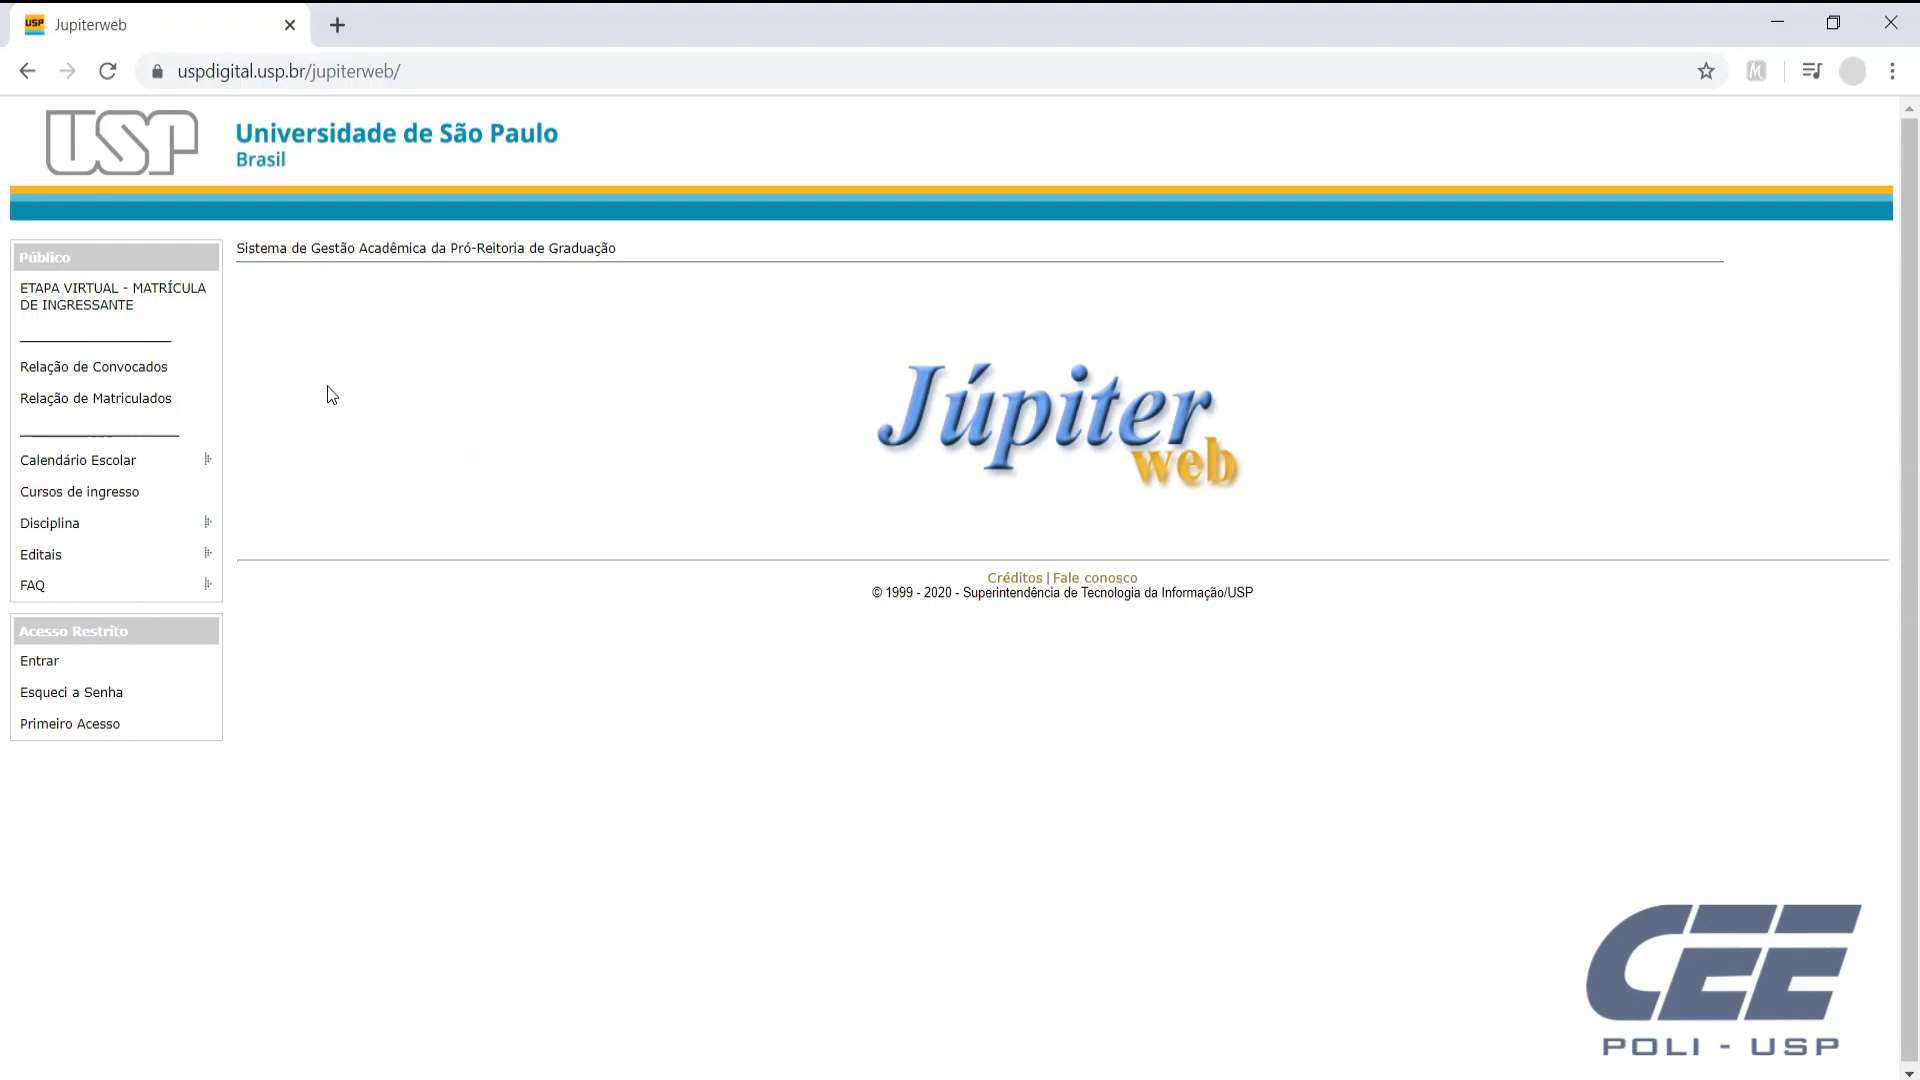 USP
Jupiterweb
uspdigital.usp.br/jupiterweb/
M
USP
Universidade de São Paulo
Brasil
Público
ETAPA VIRTUAL - MATRÍCULA
DE INGRESSANTE
Relação de Convocados
Relação de Matriculados
Calendário Escolar
Cursos de ingresso
Disciplina
Editais
FAQ
Acesso Restrito
Entrar
Esqueci a Senha
Primeiro Acesso
Sistema de Gestão Acadêmica da Pró-Reitoria de Graduação
Júpiter
web
Créditos | Fale conosco
© 1999 - 2020 - Superintendência de Tecnologia da Informação/USP
CEE
POLI - USP